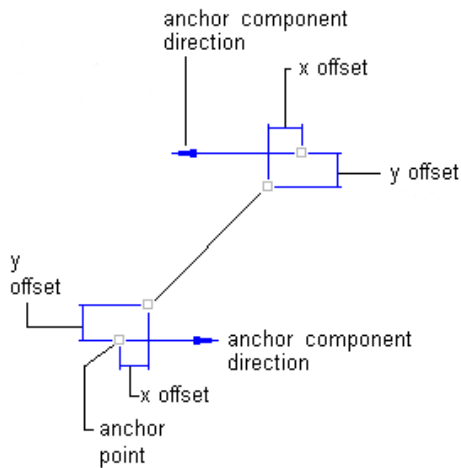 anchor component
direction
x offset
y offset
y
offset
anchor component
direction
x offset
anchor
point